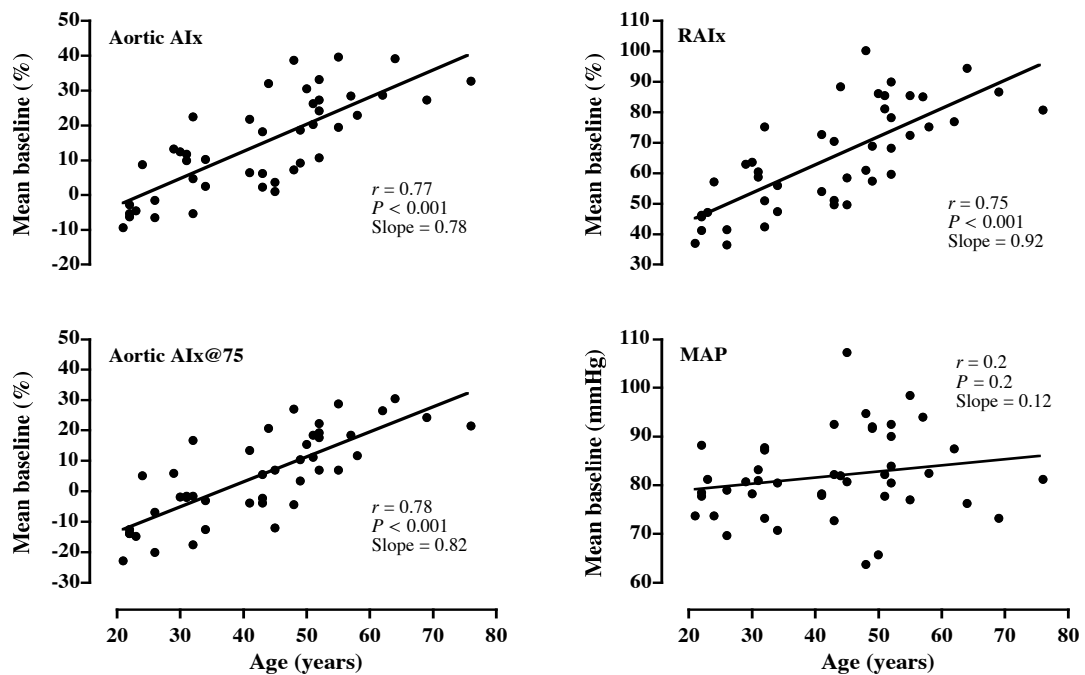 Aortic AIx
Mean baseline (%)
50
40
30
20
10
0
-10
-20
r = 0.77
P < 0.001
Slope = 0.78
RAIx
Mean baseline (%)
110
100
90
80
70
60
50
40
30
r = 0.75
P < 0.001
Slope = 0.92
Aortic AIx@75
Mean baseline (%)
50
40
30
20
10
0
-10
-20
-30
r = 0.78
P < 0.001
Slope = 0.82
20 30 40 50 60 70 80
Age (years)
MAP
Mean baseline (mmHg)
110
100
90
80
70
60
r = 0.2
P = 0.2
Slope = 0.12
20 30 40 50 60 70 80
Age (years)